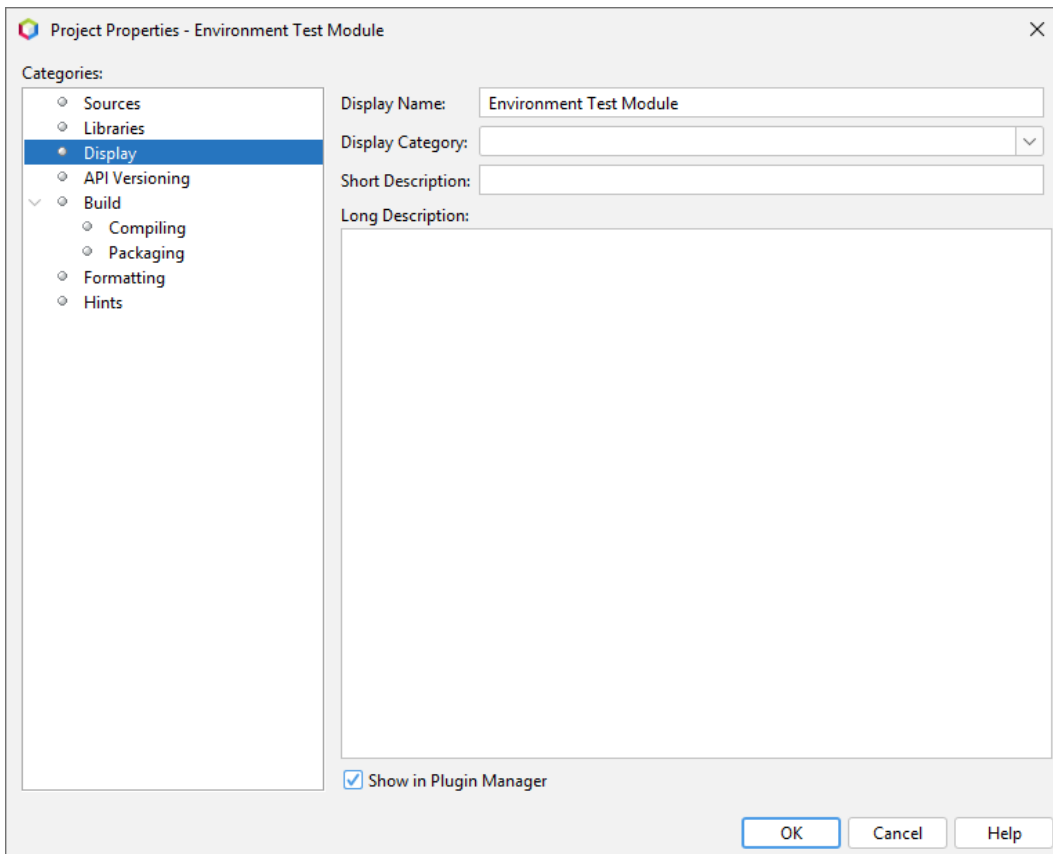 Project Properties - Environment Test Module
Categories:
Sources
Libraries
Display
API Versioning
Build
Compiling
Packaging
Formatting
Hints
Display Name: Environment Test Module
Display Category:
Short Description:
Long Description:
Show in Plugin Manager
OK Cancel Help